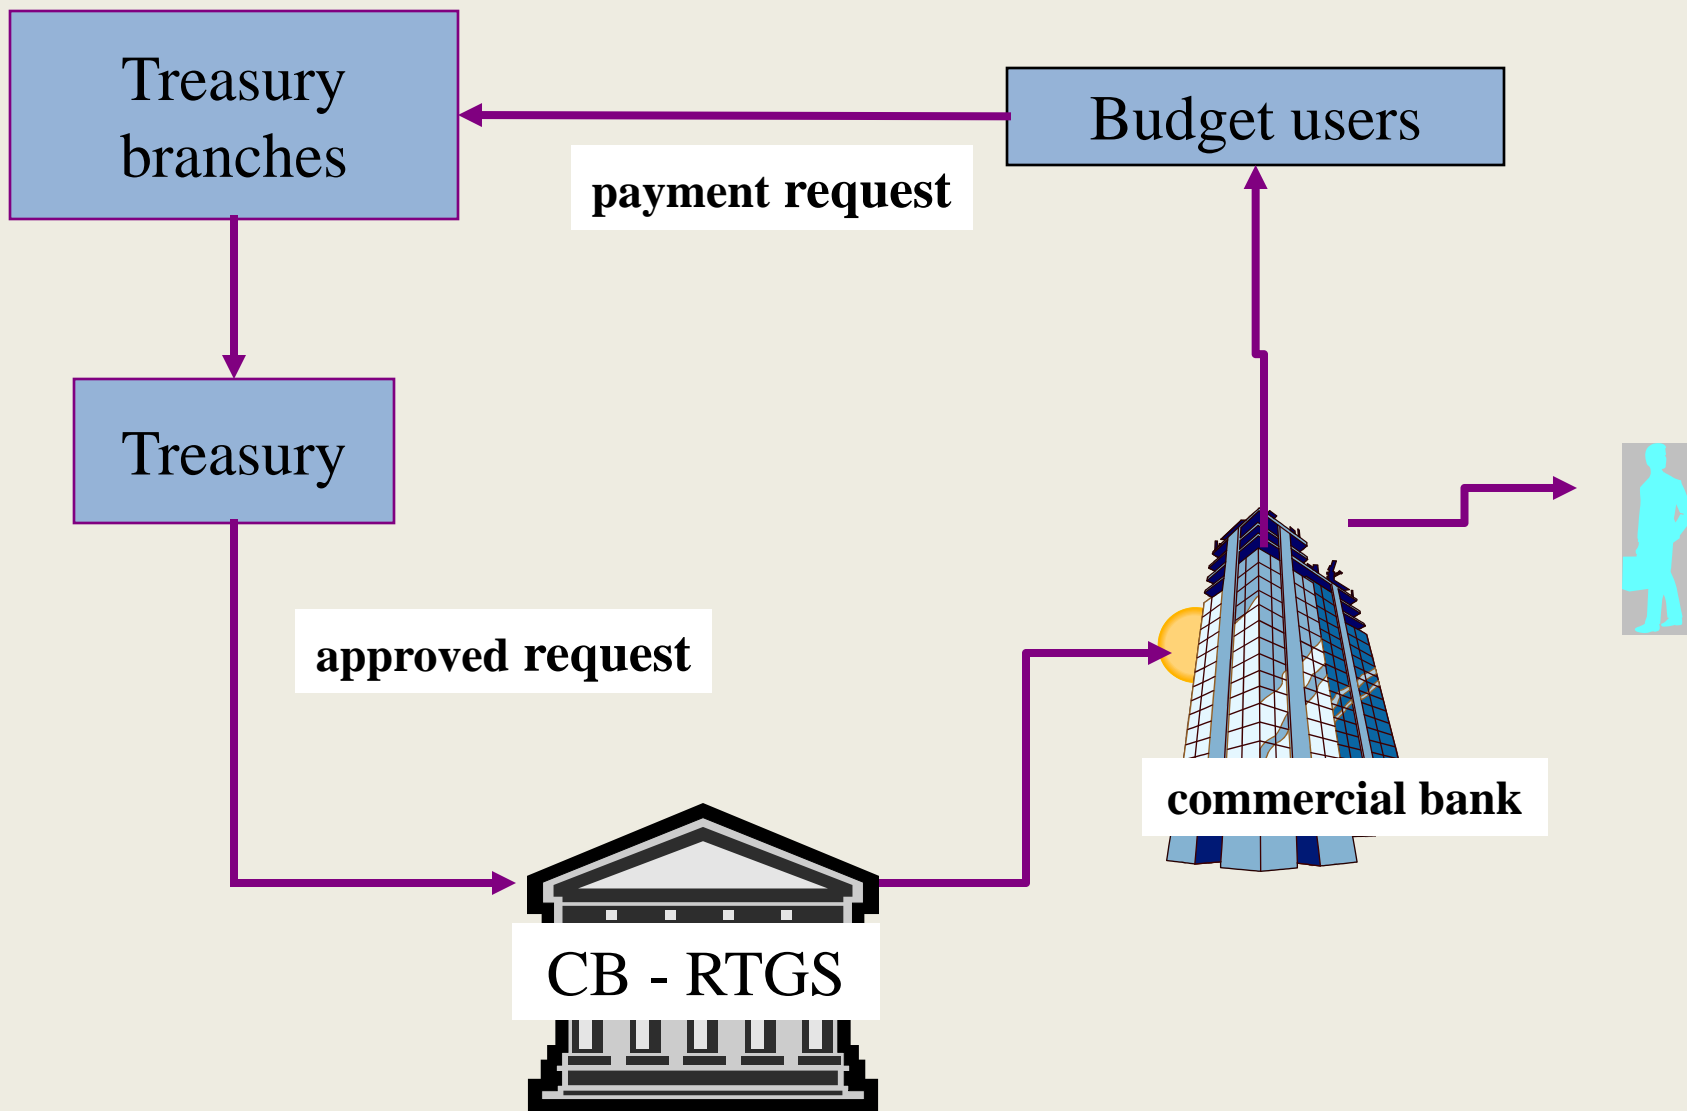 Treasury
branches
Budget users
payment request
Treasury
approved request
commercial bank
CB - RTGS